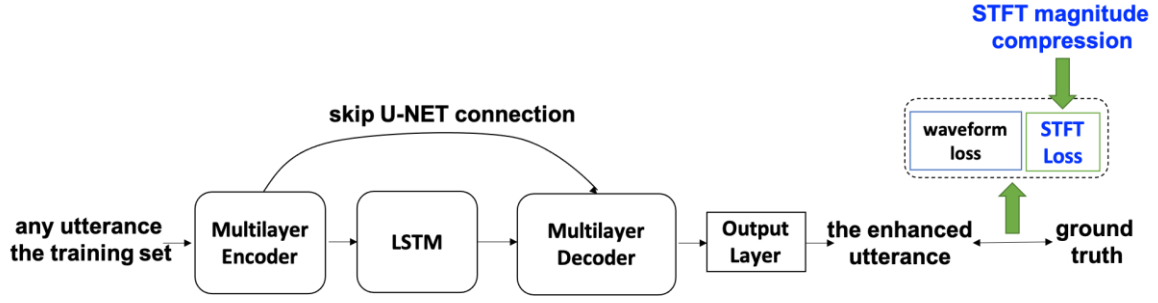 STFT magnitude
compression
skip U-NET connection
waveform
loss
STFT
Loss
any utterance
the training set
Multilayer
Encoder
LSTM
Multilayer
Decoder
Output
Layer
the enhanced
utterance
ground
truth